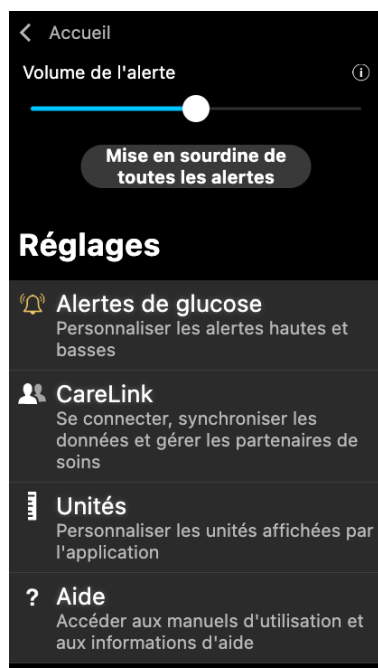 Accueil
Volume de l'alerte
Mise en sourdine de
toutes les alertes
Réglages
Alertes de glucose
Personnaliser les alertes hautes et
basses
CareLink
Se connecter, synchroniser les
données et gérer les partenaires de
soins
Unités
Personnaliser les unités affichées par
l'application
? Aide
Accéder aux manuels d'utilisation et
aux informations d'aide